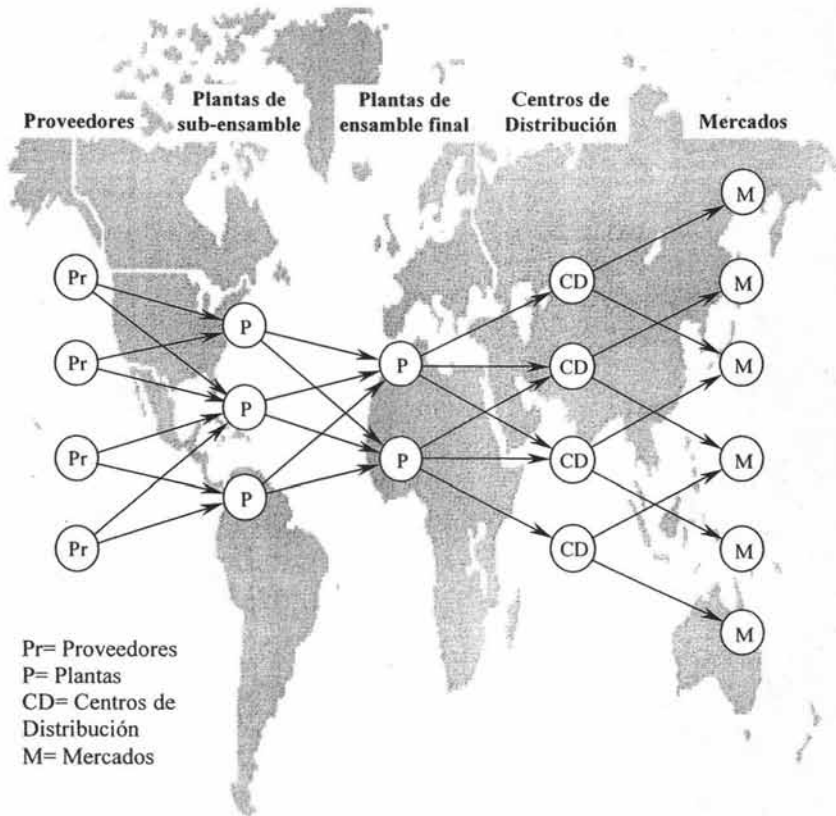 Proveedores
Plantas de
sub-ensamble
Plantas de
ensamble final
Centros de
Distribución
Mercados
Pr
Pr
Pr
Pr
P
P
P
P
P
CD
CD
CD
CD
M
M
M
M
M
M
Pr= Proveedores
P= Plantas
CD= Centros de
Distribución
M= Mercados